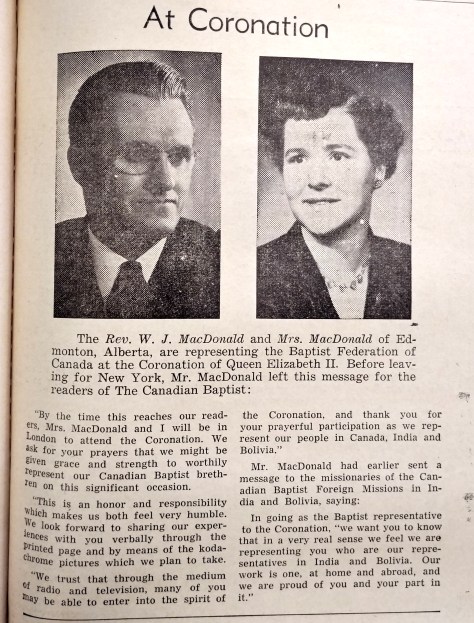 At Coronation
The Rev. W. J. MacDonald and Mrs. MacDonald of Ed-
monton, Alberta, are representing the Baptist Federation of
Canada at the Coronation of Queen Elizabeth II. Before leav-
ing for New York, Mr. MacDonald left this message for the
readers of The Canadian Baptist:
"By the time this reaches our read-
ers, Mrs. MacDonald and I will be in
London to attend the Coronation. We
ask for your prayers that we might be
given grace and strength to worthily
represent our Canadian Baptist breth-
ren on this significant occasion.
"This is an honor and responsibility
which makes us both feel very humble.
We look forward to sharing our exper-
iences with you verbally through the
printed page and by means of the koda-
chrome pictures which we plan to take.
"We trust that through the medium
of radio and television, many of you
may be able to enter into the spirit of
the Coronation, and thank you for
your prayerful participation as we rep-
resent our people in Canada, India and
Bolivia."
Mr. MacDonald had earlier sent a
message to the missionaries of the Can-
adian Baptist Foreign Missions in In-
dia and Bolivia, saying:
In going as the Baptist representative
to the Coronation, "we want you to know
that in a very real sense we feel we are
representing you who are our repre-
sentatives in India and Bolivia. Our
work is one, at home and abroad, and
we are proud of you and your part in
it."